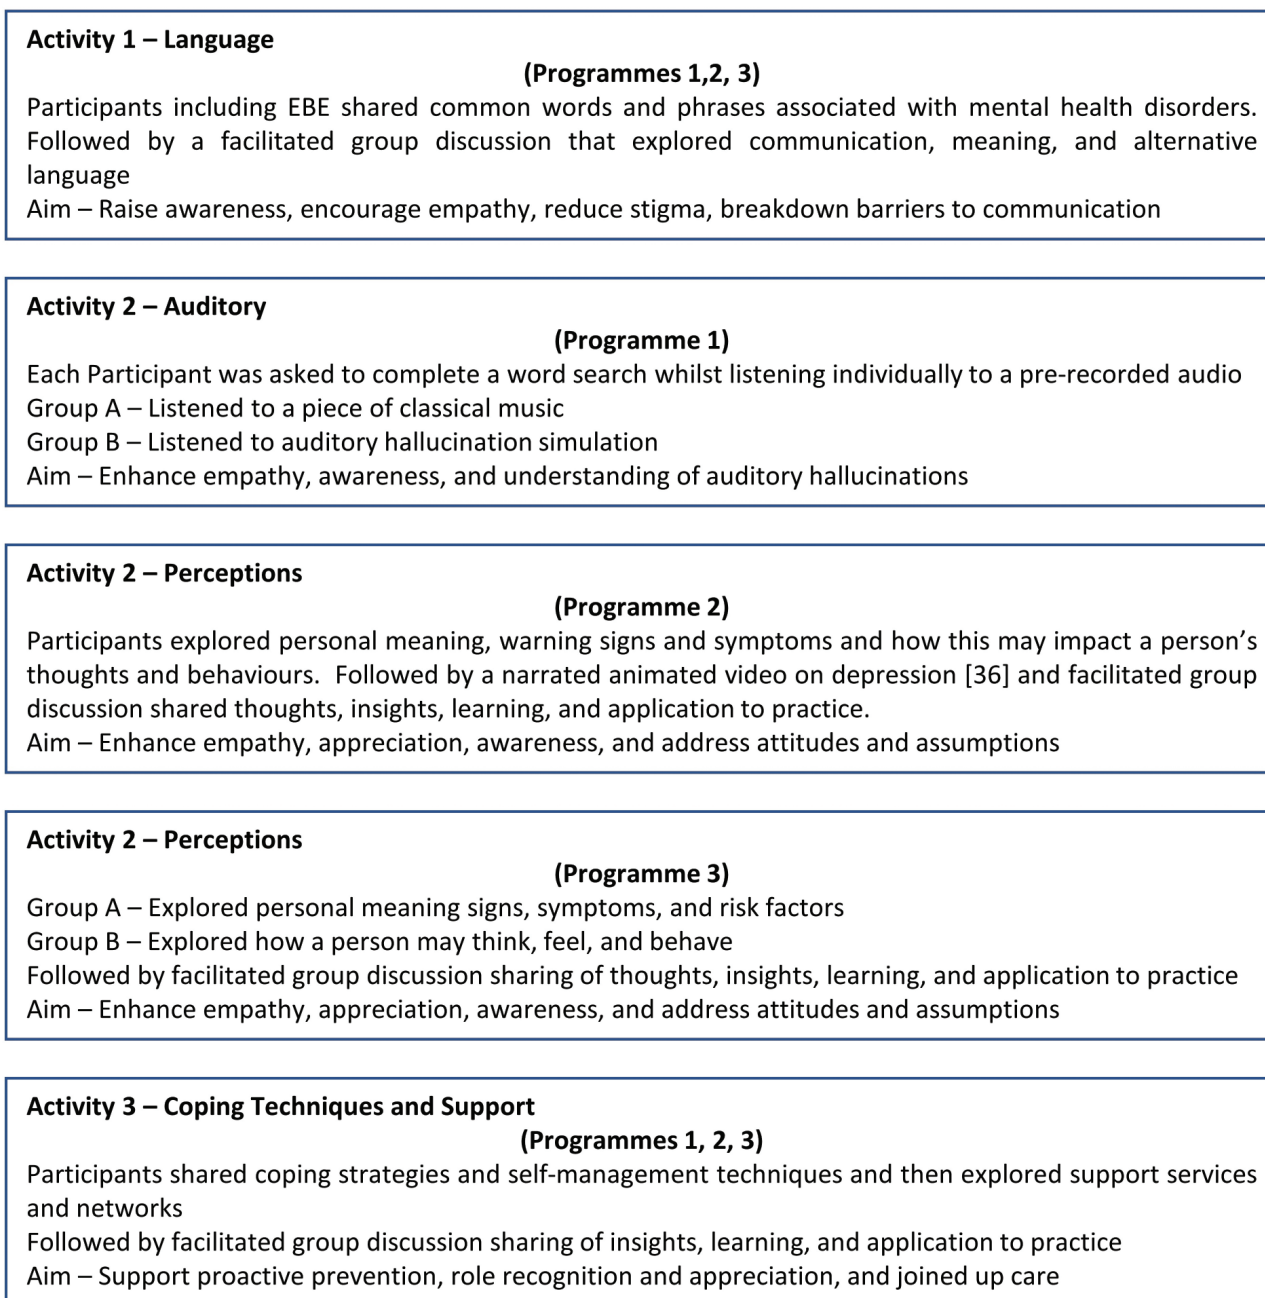 Activity 1 – Language
(Programmes 1,2, 3)
Participants including EBE shared common words and phrases associated with mental health disorders.
Followed by a facilitated group discussion that explored communication, meaning, and alternative
language
Aim – Raise awareness, encourage empathy, reduce stigma, breakdown barriers to communication
Activity 2 – Auditory
(Programme 1)
Each Participant was asked to complete a word search whilst listening individually to a pre-recorded audio
Group A – Listened to a piece of classical music
Group B – Listened to auditory hallucination simulation
Aim – Enhance empathy, awareness, and understanding of auditory hallucinations
Activity 2 – Perceptions
(Programme 2)
Participants explored personal meaning, warning signs and symptoms and how this may impact a person’s
thoughts and behaviours.  Followed by a narrated animated video on depression [36] and facilitated group
discussion shared thoughts, insights, learning, and application to practice.
Aim – Enhance empathy, appreciation, awareness, and address attitudes and assumptions
Activity 2 – Perceptions
(Programme 3)
Group A – Explored personal meaning signs, symptoms, and risk factors
Group B – Explored how a person may think, feel, and behave
Followed by facilitated group discussion sharing of thoughts, insights, learning, and application to practice
Aim – Enhance empathy, appreciation, awareness, and address attitudes and assumptions
Activity 3 – Coping Techniques and Support
(Programmes 1, 2, 3)
Participants shared coping strategies and self-management techniques and then explored support services
and networks
Followed by facilitated group discussion sharing of insights, learning, and application to practice
Aim – Support proactive prevention, role recognition and appreciation, and joined up care